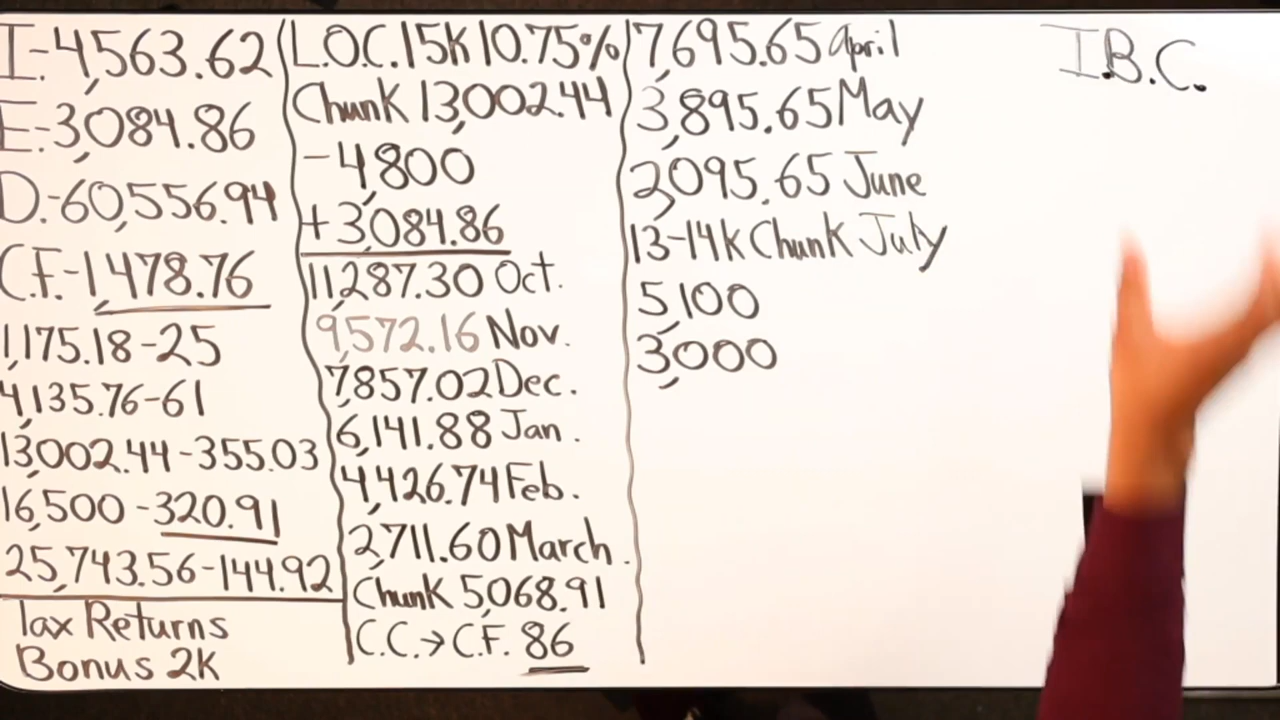 I.-4,563.62
E.-3,084.86
D.-60,556.94
C.F.-1,478.76
1,175.18-25
4,135.76-61
13,002.44-355.03
16,500-320.91
25,743.56-144.92
Tax Returns
Bonus 2K
L.O.C. 15K 10.75%
Chunk 13,002.44
-4,800
+3,084.86
11,287.30 Oct.
9,572.16 Nov.
7,857.02 Dec.
6,141.88 Jan.
4,426.74 Feb.
2,711.60 March.
Chunk 5,068.91
C.C.→C.F. 86
7,695.65 April
3,895.65 May
2,095.65 June
13-14K Chunk July
5,100
3,000
I.B.C.